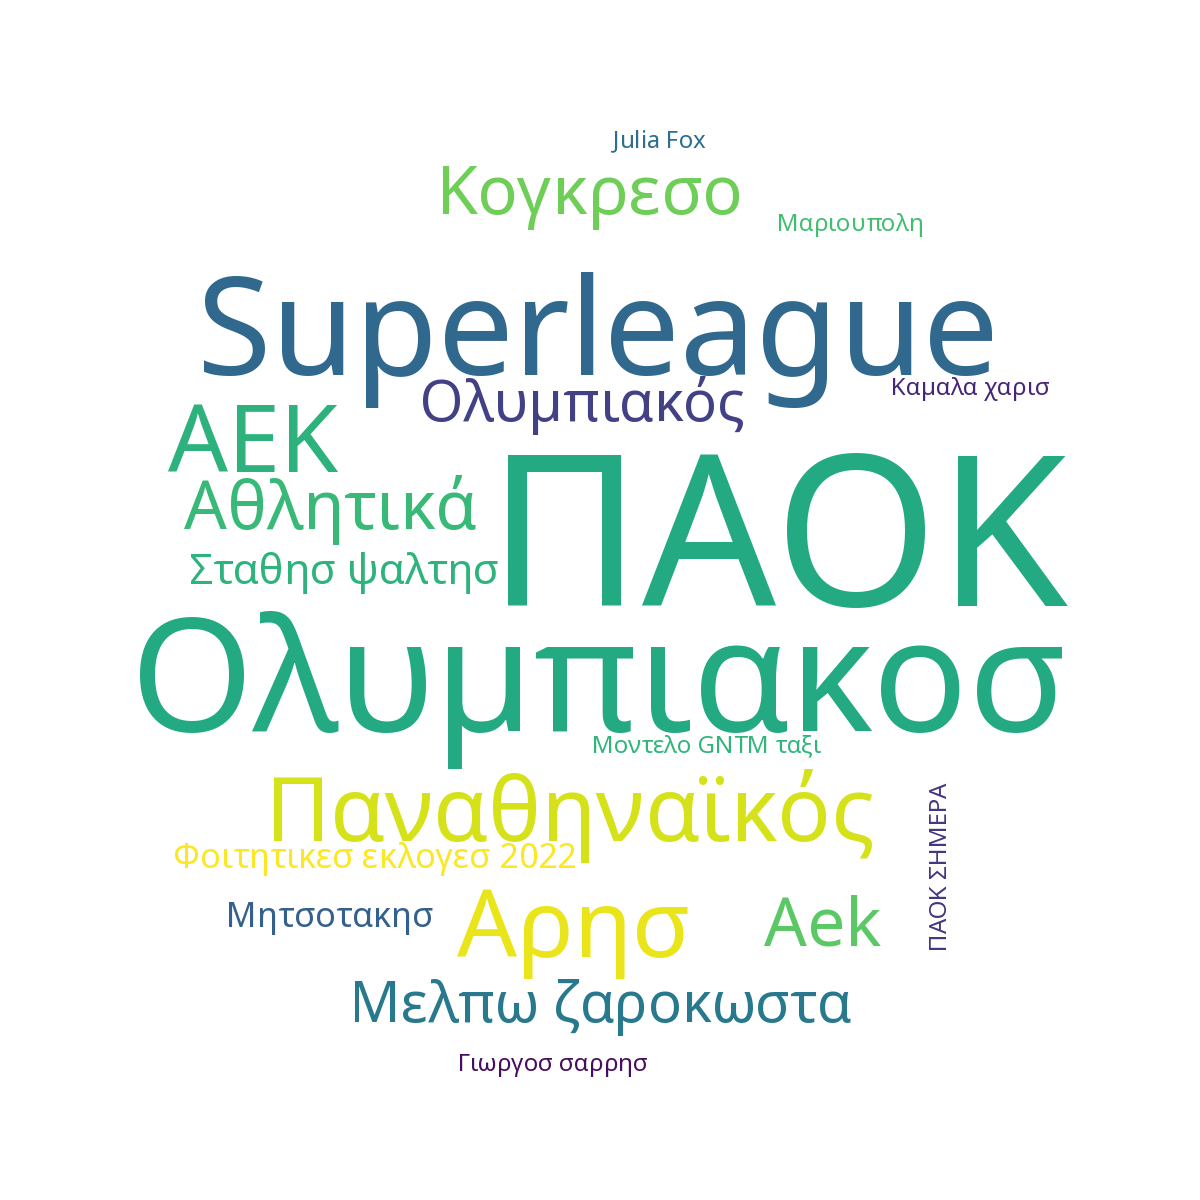 Julia Fox
Κογκρεσο
Μαριουπολη
Superleague
Ολυμπιακός
Καμαλα χαρισ
ΑΕΚ
ΠΑΟΚ
Αθλητικά
Σταθησ ψαλτησ
Ολυμπιακοσ
Μοντελο GNTM ταξι
Παναθηναϊκός
Φοιτητικεσ εκλογεσ 2022
ΠΑΟΚ ΣΗΜΕΡΑ
Μητσοτακησ
Αρησ
Aek
Μελπω ζαροκωστα
Γιωργοσ σαρρησ